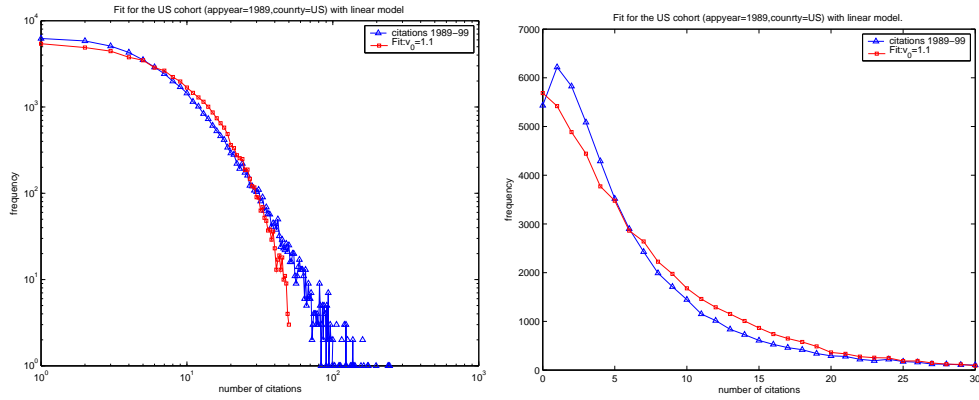 Fit for the US cohort (appyear=1989,county=US) with linear model
citations 1989−99
Fit:v0=1.1
frequency
10^4
10^3
10^2
10^1
10^0
10^0 10^1 10^2 10^3
number of citations
Fit for the US cohort (appyear=1989,county=US) with linear model.
citations 1989−99
Fit:v0=1.1
frequency
7000
6000
5000
4000
3000
2000
1000
0
0 5 10 15 20 25 30
number of citations